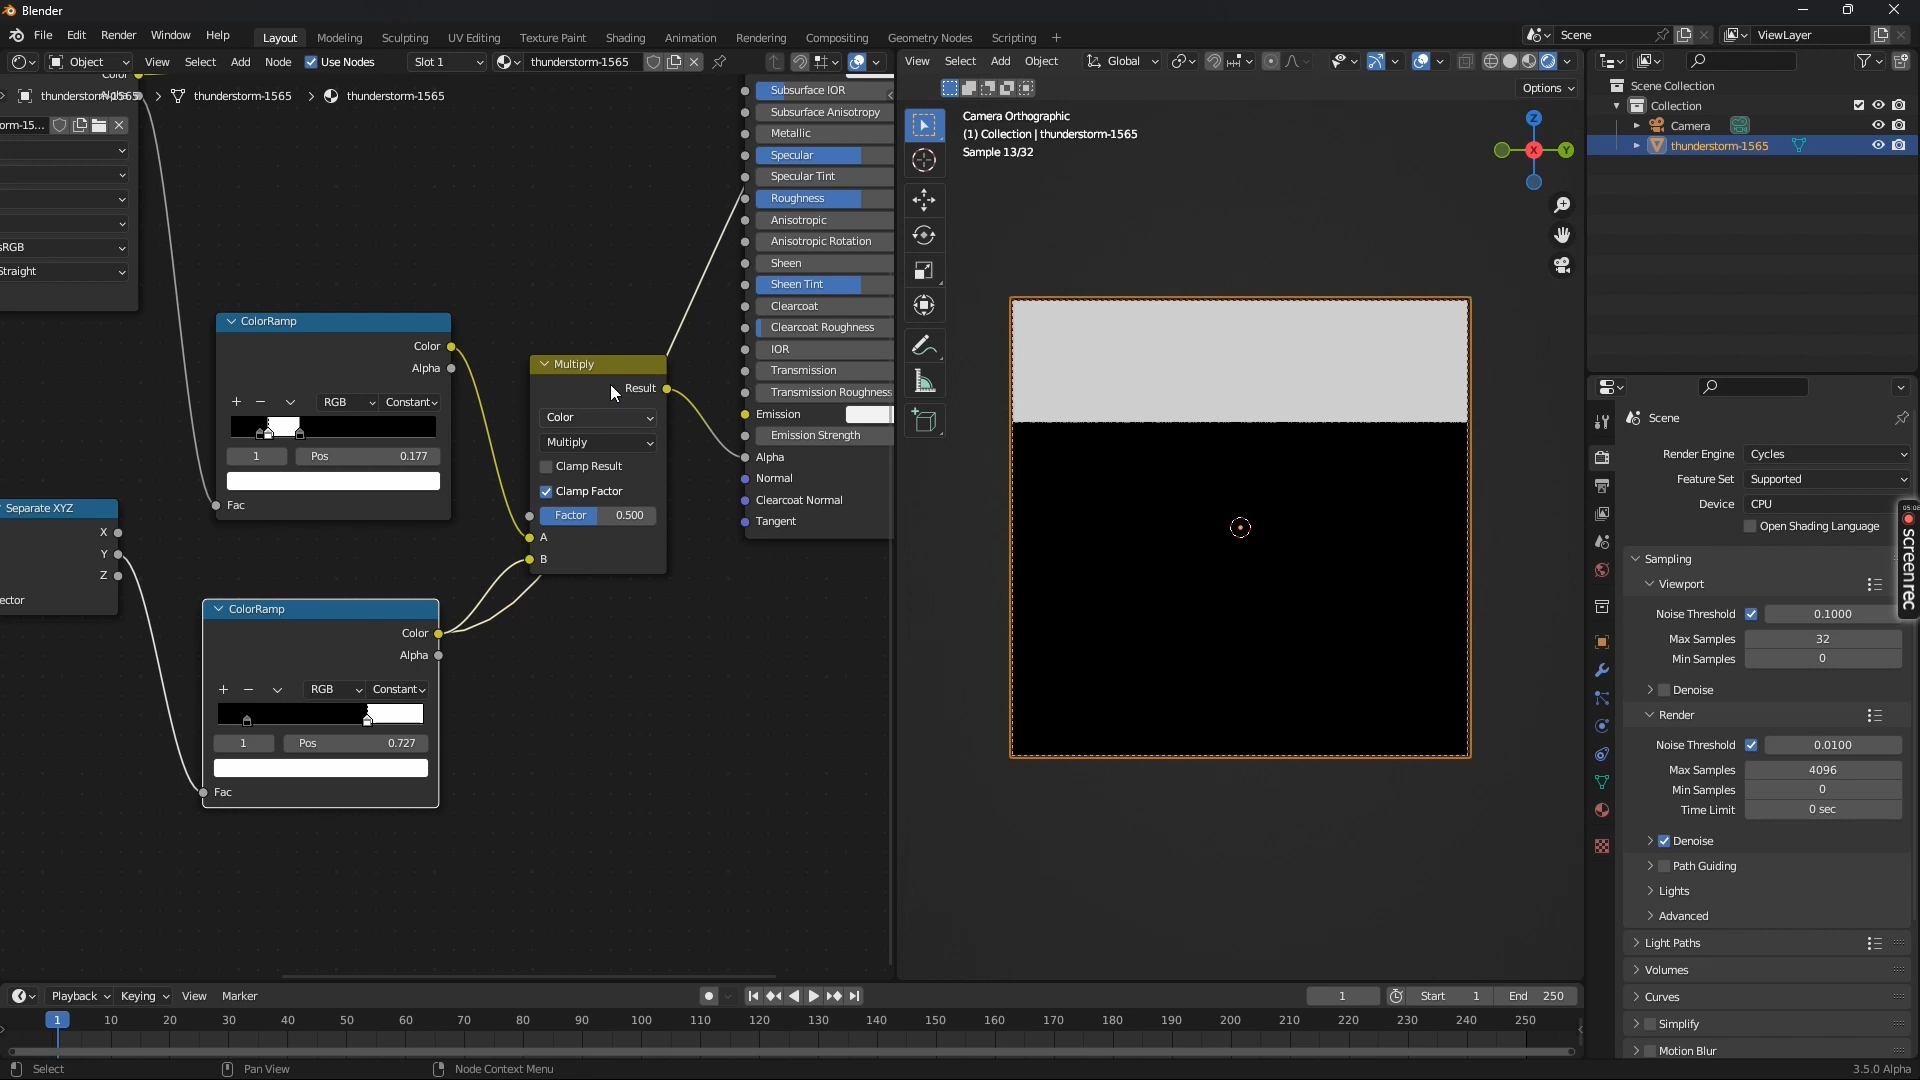 Blender
File Edit Render Window Help
Layout Modeling Sculpting UV Editing Texture Paint Shading Animation Rendering Compositing Geometry Nodes Scripting +
Scene
ViewLayer
Object View Select Add Node Use Nodes Slot 1 thunderstorm-1565
View Select Add Object Global
Options
thunderstorm-1565 > thunderstorm-1565
Color
Alpha
orm-15...
sRGB
Straight
ColorRamp
Color
Alpha
RGB Constant
1 Pos 0.177
Fac
Separate XYZ
X
Y
Z
ector
ColorRamp
Color
Alpha
RGB Constant
1 Pos 0.727
Fac
Multiply
Result
Color
Multiply
Clamp Result
Clamp Factor
Factor 0.500
A
B
Subsurface IOR
Subsurface Anisotropy
Metallic
Specular
Specular Tint
Roughness
Anisotropic
Anisotropic Rotation
Sheen
Sheen Tint
Clearcoat
Clearcoat Roughness
IOR
Transmission
Transmission Roughness
Emission
Emission Strength
Alpha
Normal
Clearcoat Normal
Tangent
Camera Orthographic
(1) Collection | thunderstorm-1565
Sample 13/32
Z
X
Y
Scene Collection
Collection
Camera
thunderstorm-1565
Scene
Render Engine Cycles
Feature Set Supported
Device CPU
Open Shading Language
Sampling
Viewport
Noise Threshold 0.1000
Max Samples 32
Min Samples 0
Denoise
Render
Noise Threshold 0.0100
Max Samples 4096
Min Samples 0
Time Limit 0 sec
Denoise
Path Guiding
Lights
Advanced
Light Paths
Volumes
Curves
Simplify
Motion Blur
screenrec
Playback Keying View Marker
1 Start 1 End 250
1 10 20 30 40 50 60 70 80 90 100 110 120 130 140 150 160 170 180 190 200 210 220 230 240 250
Select Pan View Node Context Menu 3.5.0 Alpha